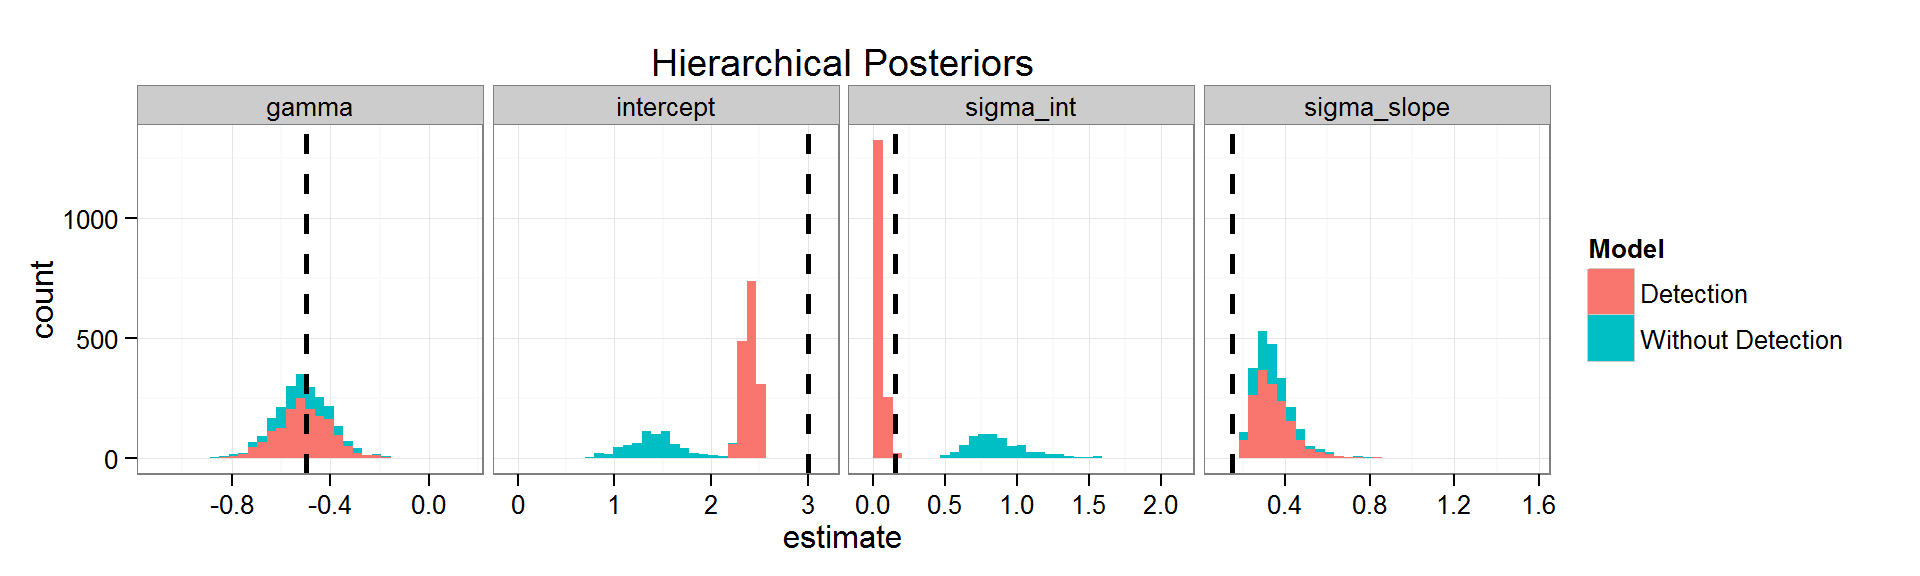 Hierarchical Posteriors
gamma intercept sigma_int sigma_slope
count
1000
500
0
-0.8 -0.4 0.0 0 1 2 3 0.0 0.5 1.0 1.5 2.0 0.4 0.8 1.2 1.6
estimate
Model
Detection
Without Detection